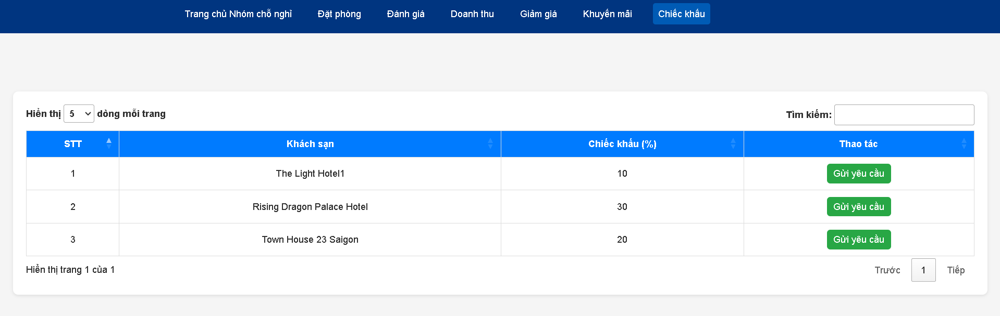 Trang chủ Nhóm chỗ nghỉ Đặt phòng Đánh giá Doanh thu Giảm giá Khuyến mãi Chiếc khấu
Hiển thị 5 dòng mỗi trang Tìm kiếm:
STT Khách sạn Chiếc khấu (%) Thao tác
1 The Light Hotel1 10 Gửi yêu cầu
2 Rising Dragon Palace Hotel 30 Gửi yêu cầu
3 Town House 23 Saigon 20 Gửi yêu cầu
Hiển thị trang 1 của 1 Trước 1 Tiếp